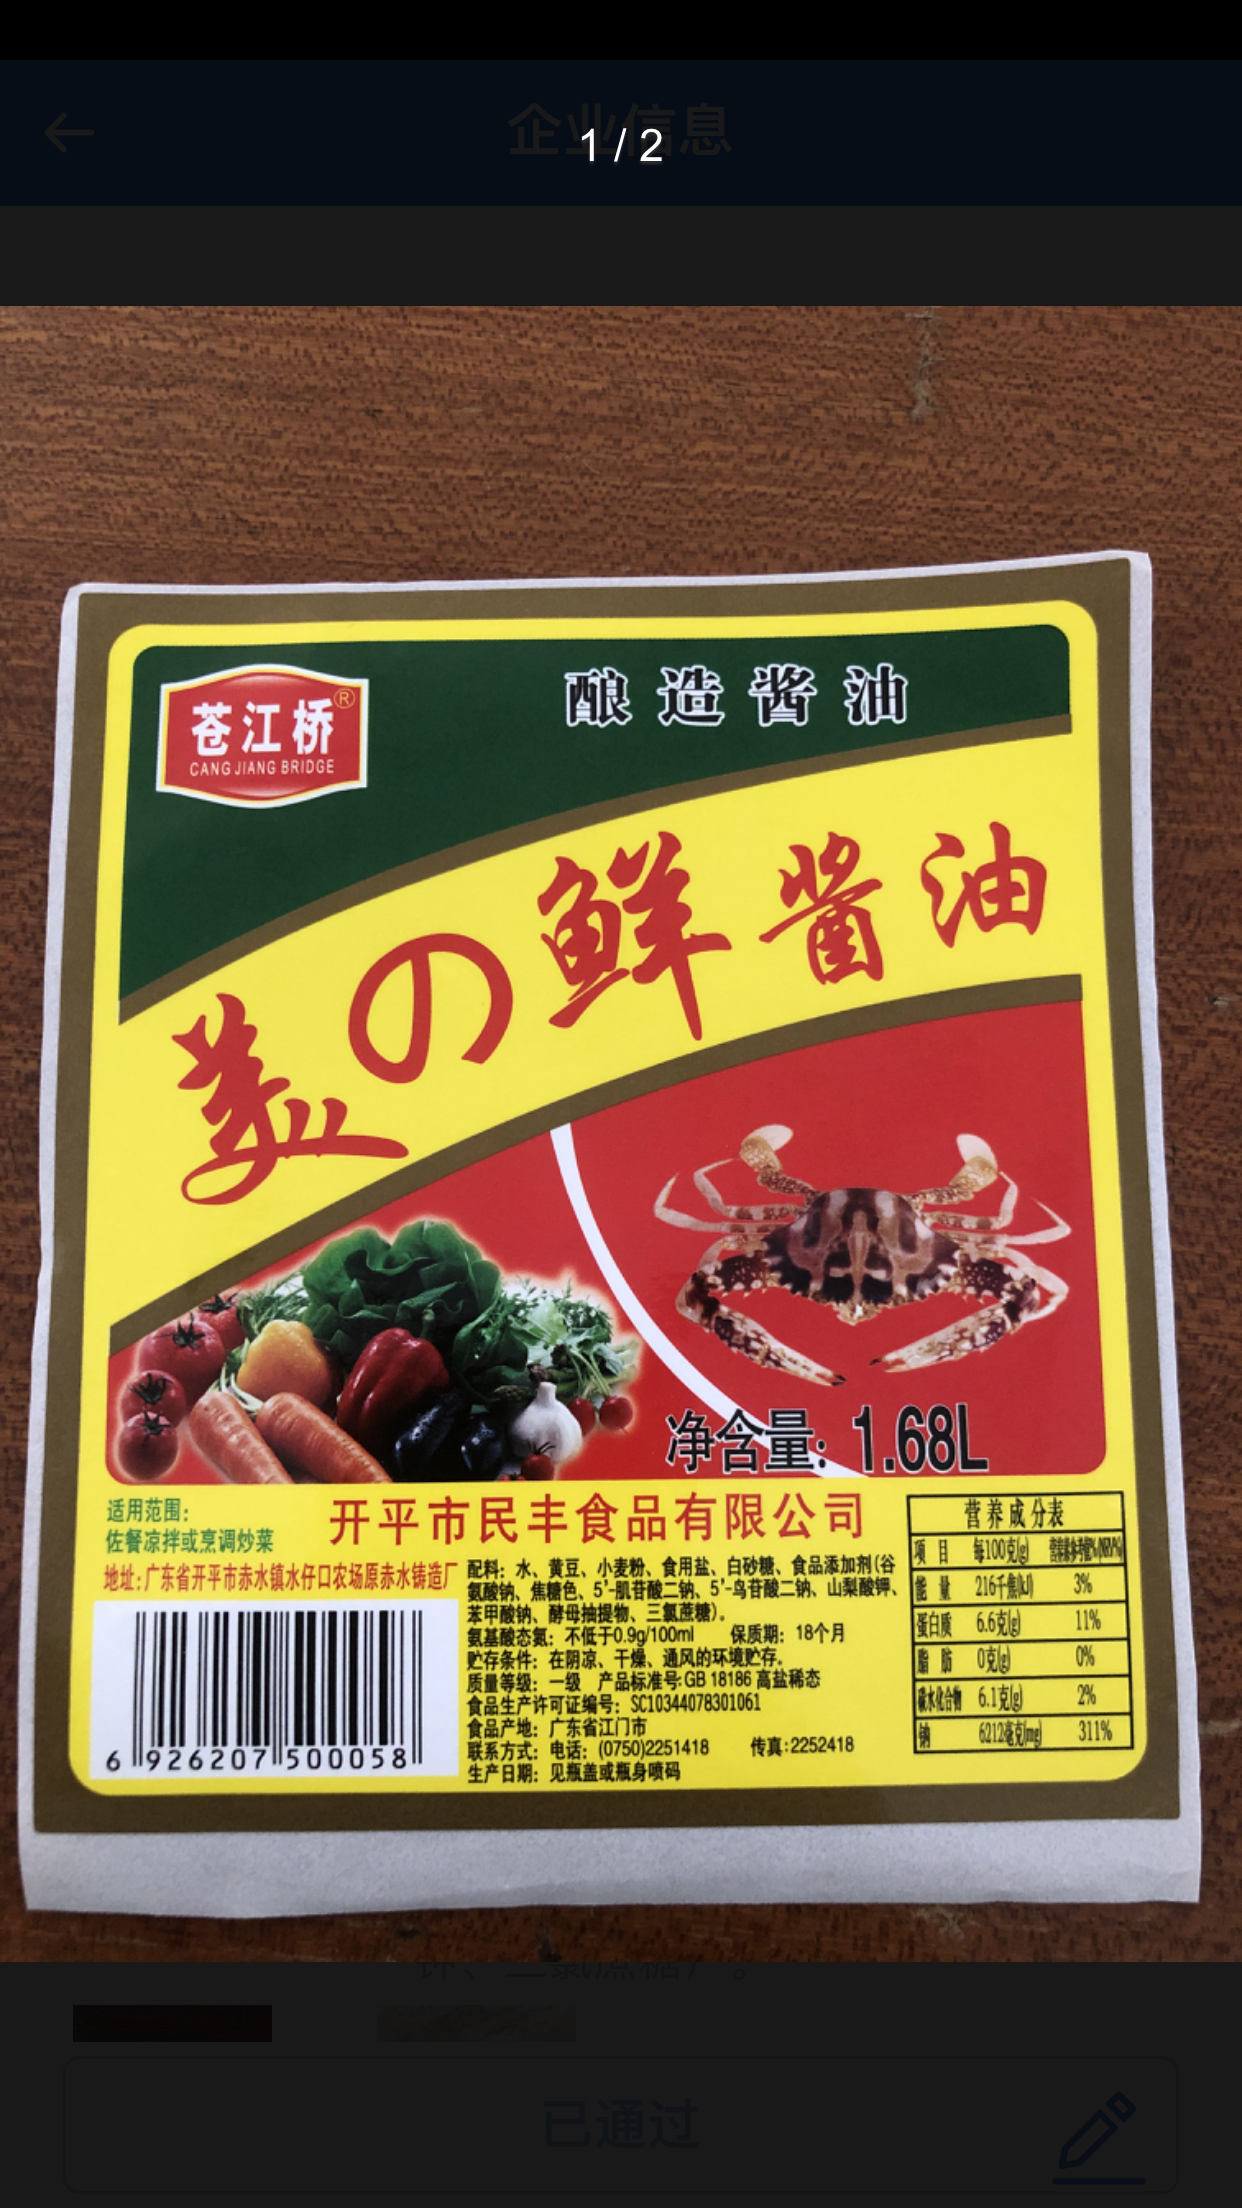 企业信息
1 / 2
苍江桥®
CANG JIANG BRIDGE
酿造酱油
美の鲜酱油
净含量：1.68L
适用范围：
佐餐凉拌或烹调炒菜
开平市民丰食品有限公司
地址：广东省开平市赤水镇水仔口农场原赤水铸造厂
6 926207 500058
配料：水、黄豆、小麦粉、食用盐、白砂糖、食品添加剂(谷
氨酸钠、焦糖色、5'-肌苷酸二钠、5'-鸟苷酸二钠、山梨酸钾、
苯甲酸钠、酵母抽提物、三氯蔗糖)。
氨基酸态氮：不低于0.9g/100ml 保质期：18个月
贮存条件：在阴凉、干燥、通风的环境贮存。
质量等级：一级 产品标准号:GB 18186 高盐稀态
食品生产许可证编号：SC10344078301061
食品产地：广东省江门市
联系方式：电话：(0750)2251418 传真:2252418
生产日期：见瓶盖或瓶身喷码
营养成分表
项 目 每100克(g) 营养素参考值%(NRV%)
能 量 216千焦(kJ) 3%
蛋白质 6.6克(g) 11%
脂 肪 0克(g) 0%
碳水化合物 6.1克(g) 2%
钠 6212毫克(mg) 311%
已通过